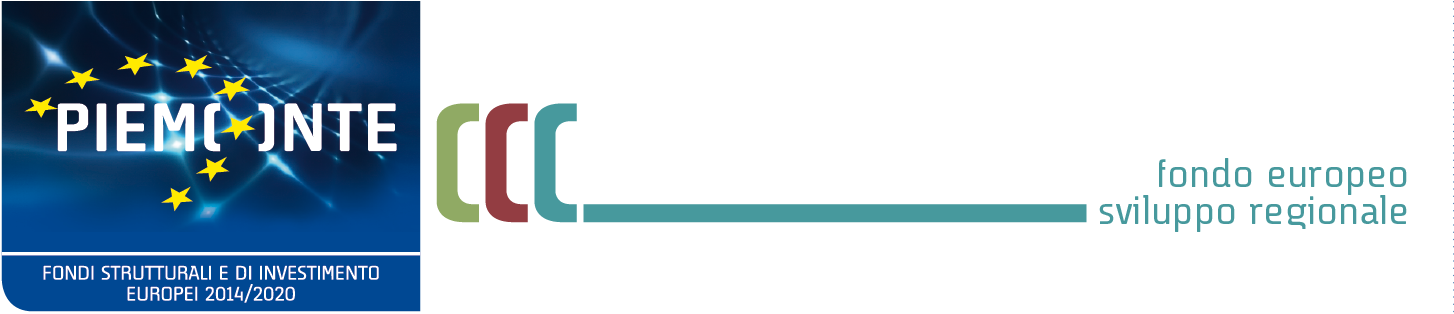 PIEMONTE
FONDI STRUTTURALI E DI INVESTIMENTO
EUROPEI 2014/2020
fondo europeo
sviluppo regionale